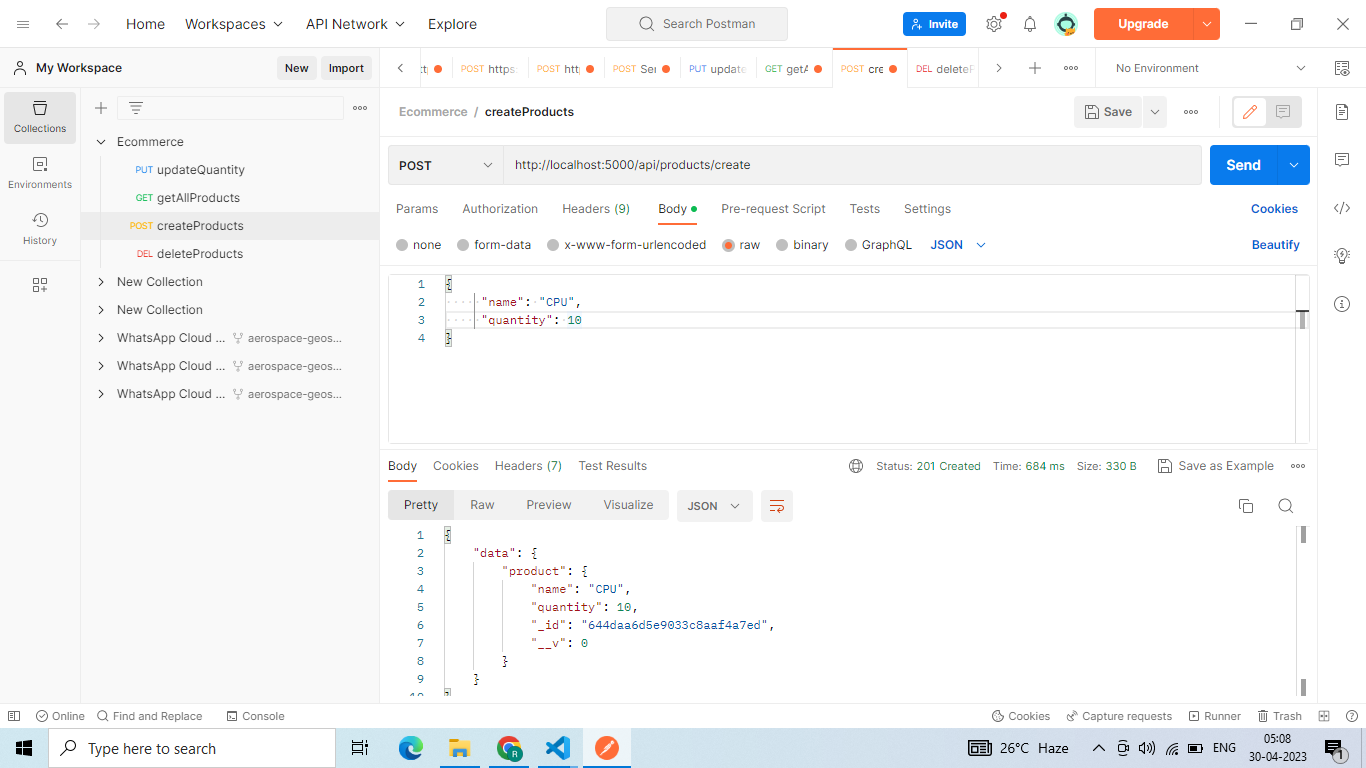 Home Workspaces API Network Explore Search Postman Invite Upgrade
My Workspace New Import POST https: POST htt POST Ser PUT update GET getA POST cre DEL deleteP No Environment
Collections
Environments
History
Ecommerce
PUT updateQuantity
GET getAllProducts
POST createProducts
DEL deleteProducts
New Collection
New Collection
WhatsApp Cloud ... aerospace-geos...
WhatsApp Cloud ... aerospace-geos...
WhatsApp Cloud ... aerospace-geos...
Ecommerce / createProducts Save
POST http://localhost:5000/api/products/create Send
Params Authorization Headers (9) Body Pre-request Script Tests Settings Cookies
none form-data x-www-form-urlencoded raw binary GraphQL JSON Beautify
1 {
2 "name": "CPU",
3 "quantity": 10
4 }
Body Cookies Headers (7) Test Results Status: 201 Created Time: 684 ms Size: 330 B Save as Example
Pretty Raw Preview Visualize JSON
1 {
2 "data": {
3 "product": {
4 "name": "CPU",
5 "quantity": 10,
6 "_id": "644daa6d5e9033c8aaf4a7ed",
7 "__v": 0
8 }
9 }
10 }
Online Find and Replace Console Cookies Capture requests Runner Trash
Type here to search 26°C Haze ENG 05:08
30-04-2023 1